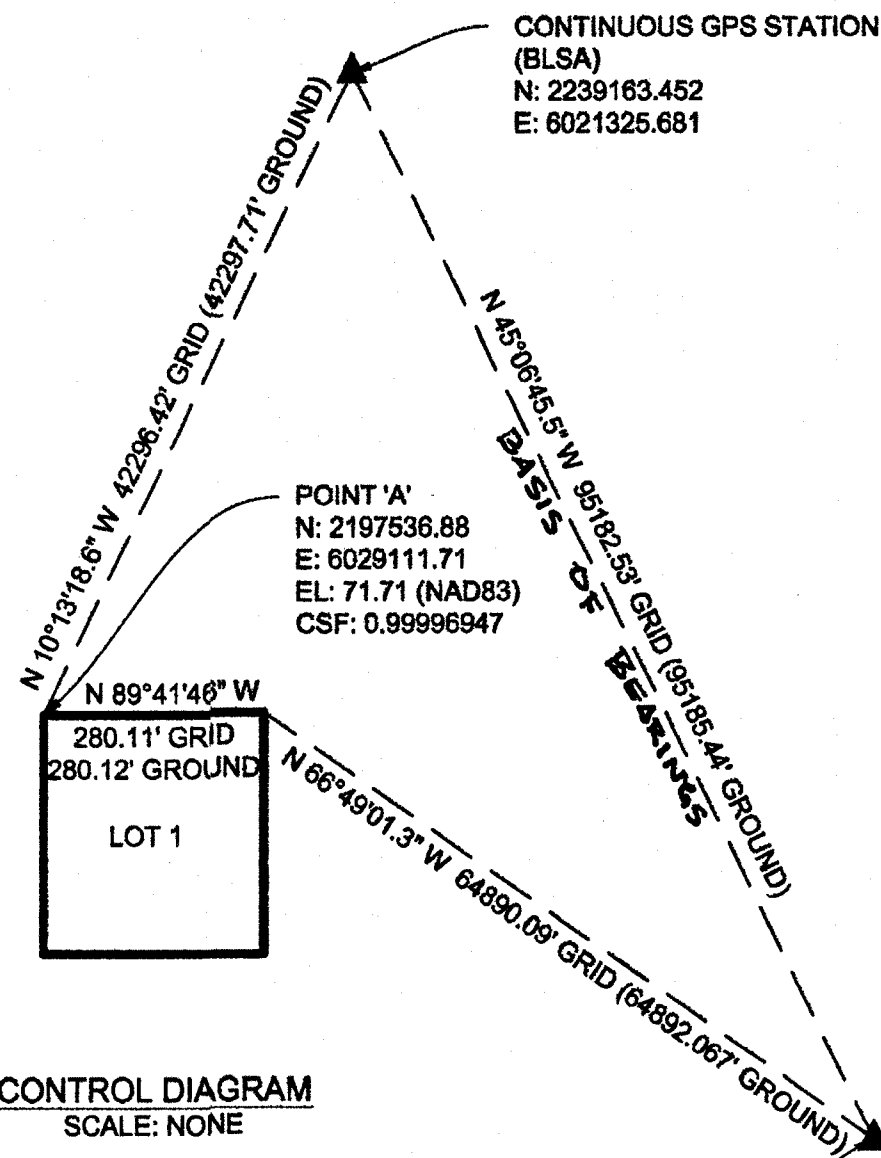 CONTINUOUS GPS STATION
(BLSA)
N: 2239163.452
E: 6021325.681
N 10°13'18.6" W 42296.42' GRID (42297.71' GROUND)
N 45°06'45.5" W 95182.53' GRID (95185.44' GROUND)
BASIS OF BEARINGS
POINT 'A'
N: 2197536.88
E: 6029111.71
EL: 71.71 (NAD83)
CSF: 0.99996947
N 89°41'46" W
280.11' GRID
280.12' GROUND
LOT 1
N 66°49'01.3" W 64890.09' GRID (64892.067' GROUND)
CONTROL DIAGRAM
SCALE: NONE